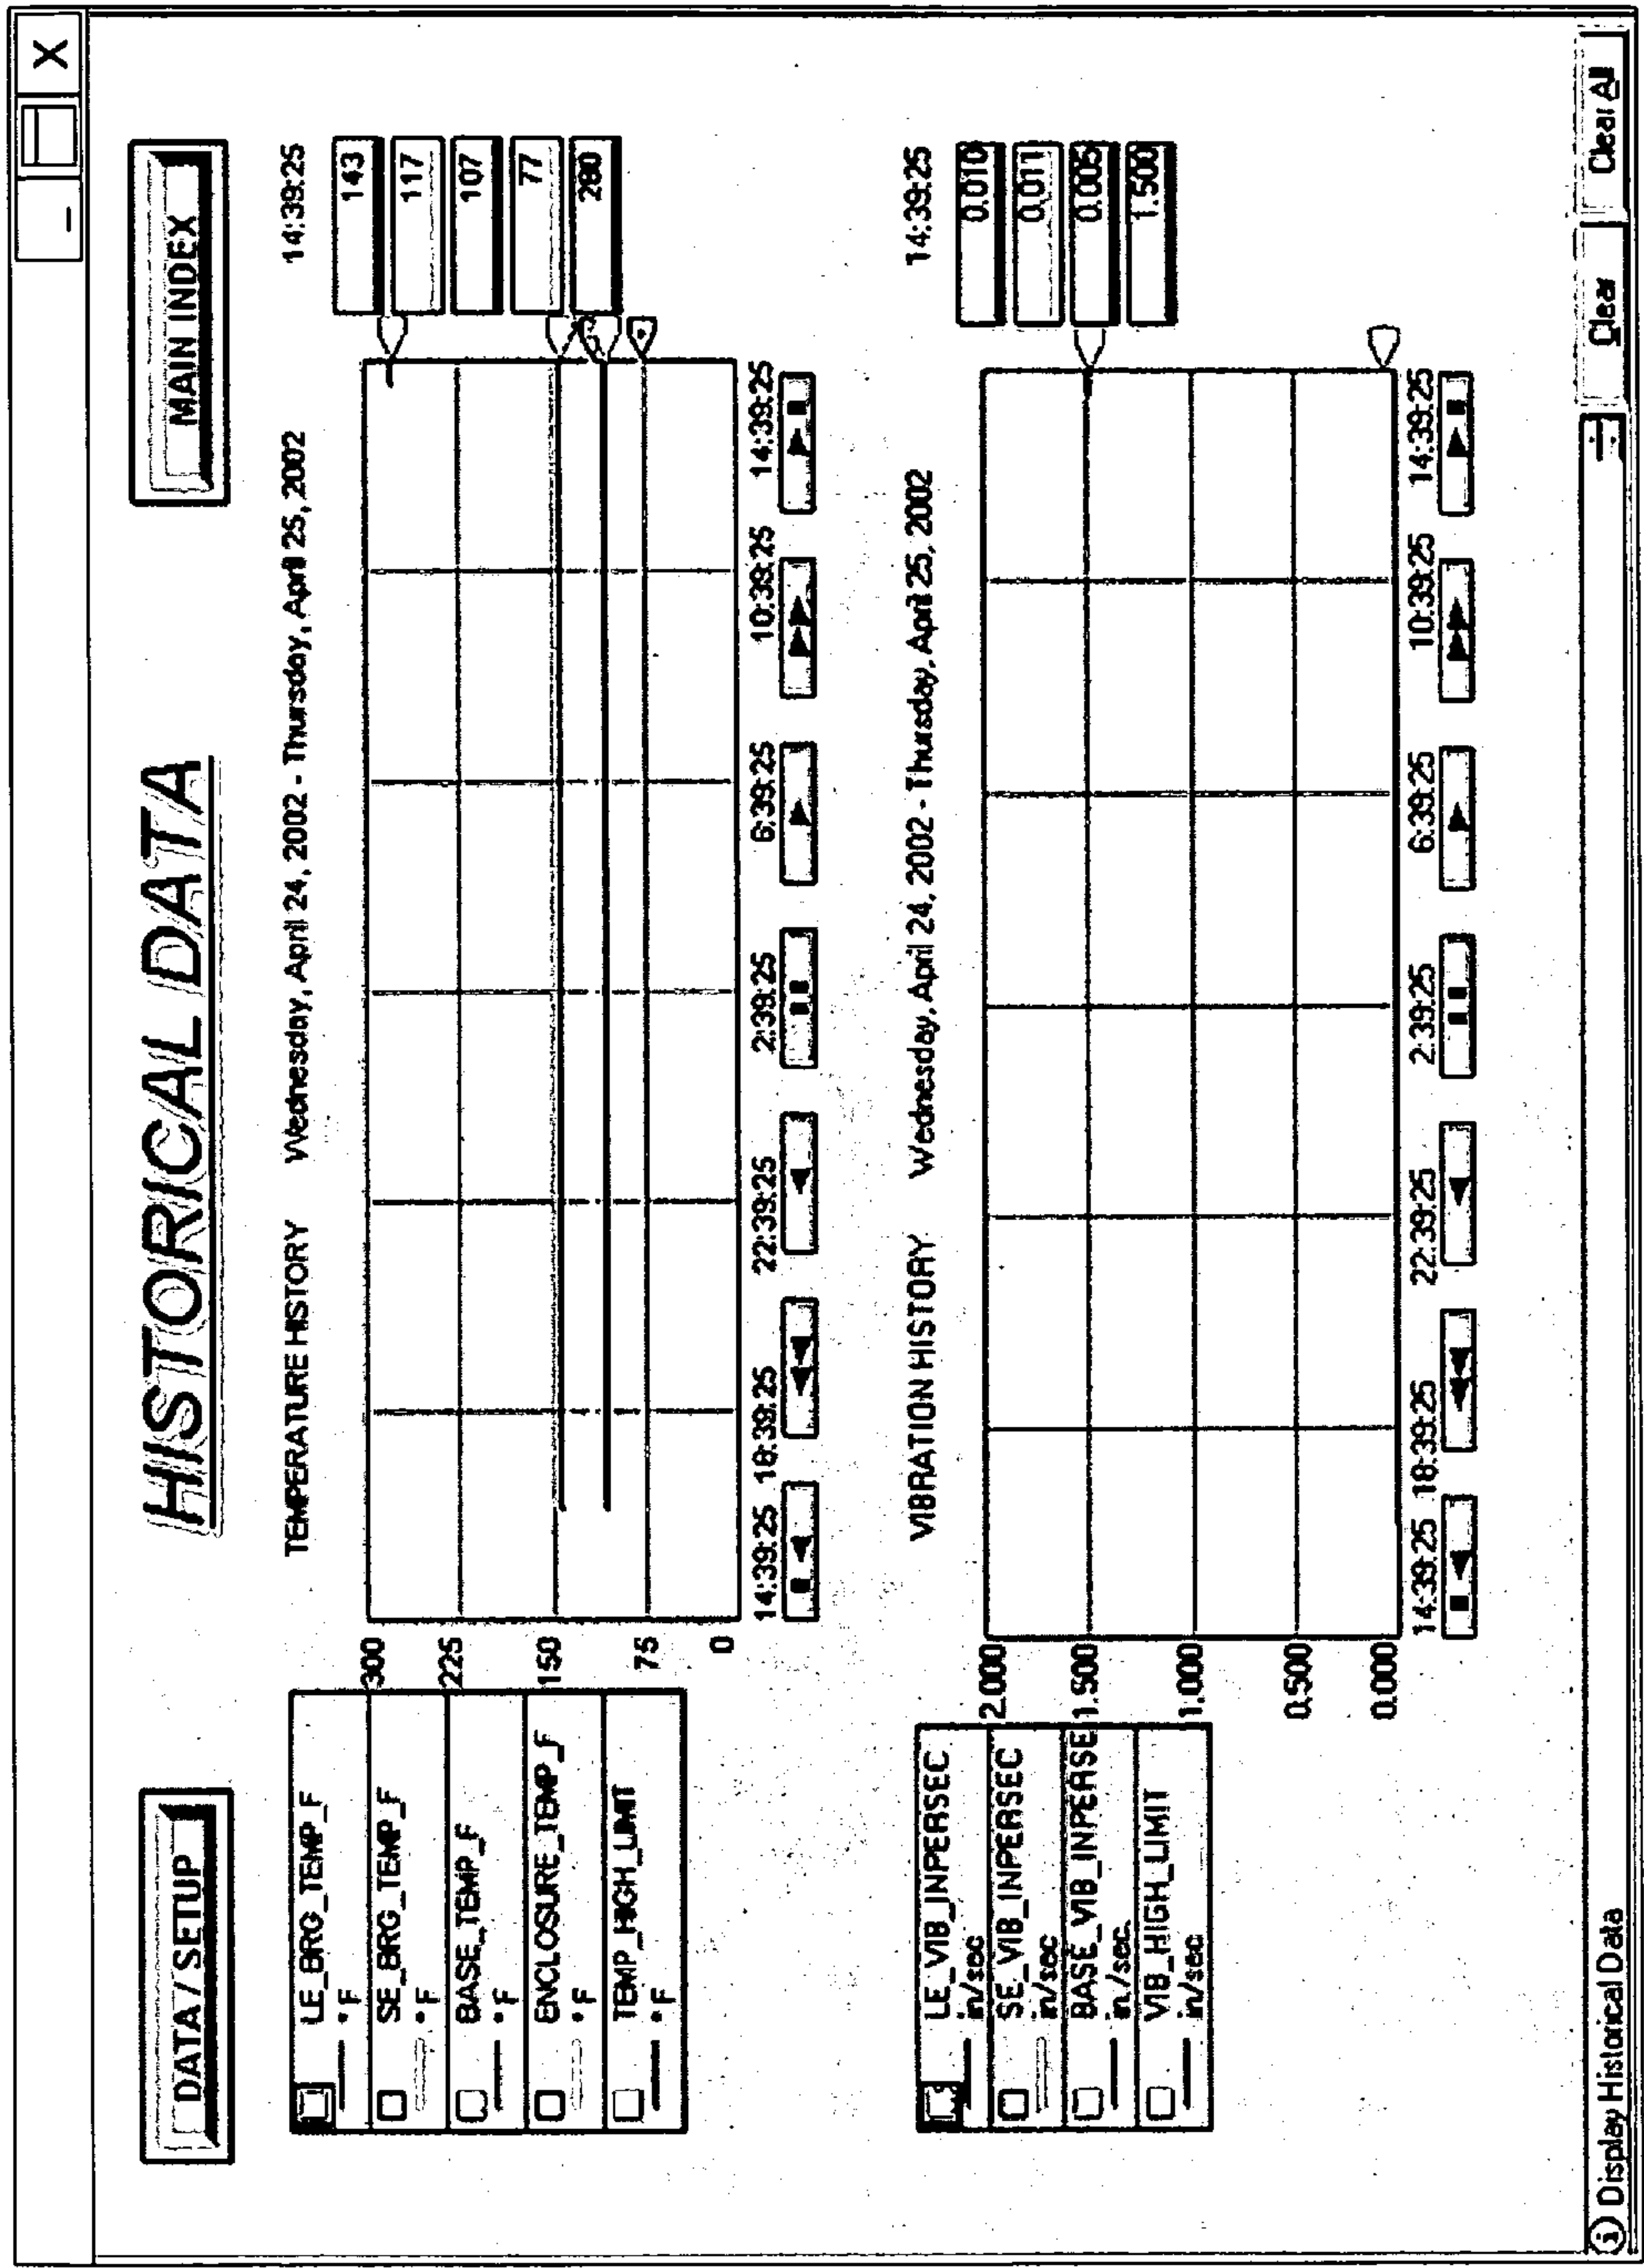 X
DATA / SETUP
HISTORICAL DATA
MAIN INDEX
TEMPERATURE HISTORY Wednesday, April 24, 2002 - Thursday, April 25, 2002 14:39:25
LE_BRG_TEMP_F
°F
SE_BRG_TEMP_F
°F
BASE_TEMP_F
°F
ENCLOSURE_TEMP_F
°F
TEMP_HIGH_LIMIT
°F
300
225
150
75
0
143
117
107
77
280
14:39:25 18:39:25 22:39:25 2:39:25 6:39:25 10:39:25 14:39:25
VIBRATION HISTORY Wednesday, April 24, 2002 - Thursday, April 25, 2002 14:39:25
LE_VIB_INPERSEC
in/sec
SE_VIB_INPERSEC
in/sec
BASE_VIB_INPERSE
in/sec
VIB_HIGH_LIMIT
in/sec
2.000
1.500
1.000
0.500
0.000
0.010
0.011
0.005
1.500
14:39:25 18:39:25 22:39:25 2:39:25 6:39:25 10:39:25 14:39:25
i Display Historical Data Clear Clear All